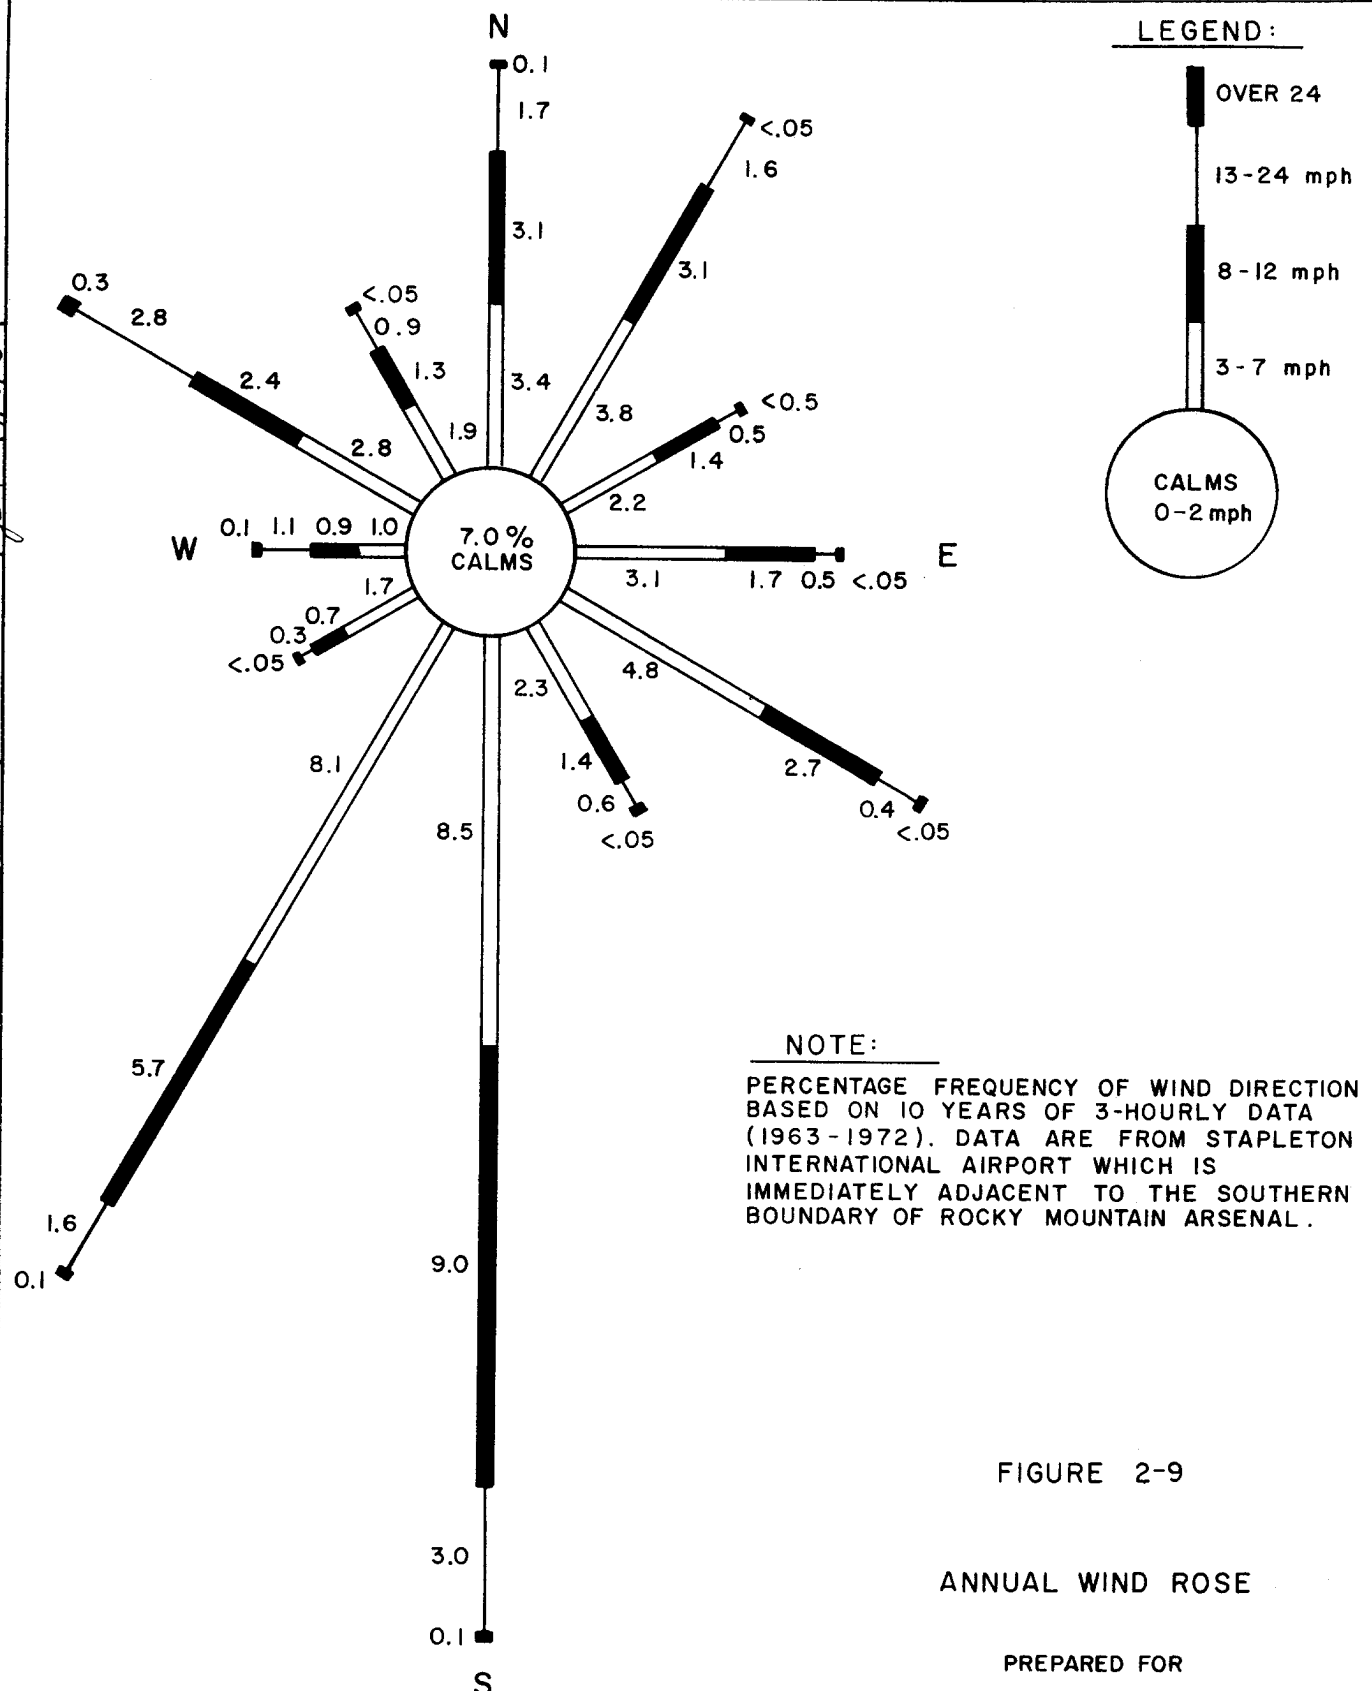 N
LEGEND:
0.1
1.7
3.1
3.4
<.05
1.6
3.1
3.8
OVER 24
13-24 mph
8-12 mph
3-7 mph
CALMS
0-2 mph
0.3
2.8
2.4
2.8
<.05
0.9
1.3
1.9
<0.5
0.5
1.4
2.2
W
0.1 1.1 0.9 1.0
7.0%
CALMS
E
3.1 1.7 0.5 <.05
1.7
0.7
0.3
<.05
4.8
2.7
0.4
<.05
2.3
1.4
0.6
<.05
8.1
5.7
1.6
0.1
8.5
9.0
3.0
0.1
S
NOTE:
PERCENTAGE FREQUENCY OF WIND DIRECTION
BASED ON 10 YEARS OF 3-HOURLY DATA
(1963-1972). DATA ARE FROM STAPLETON
INTERNATIONAL AIRPORT WHICH IS
IMMEDIATELY ADJACENT TO THE SOUTHERN
BOUNDARY OF ROCKY MOUNTAIN ARSENAL.
FIGURE 2-9
ANNUAL WIND ROSE
PREPARED FOR